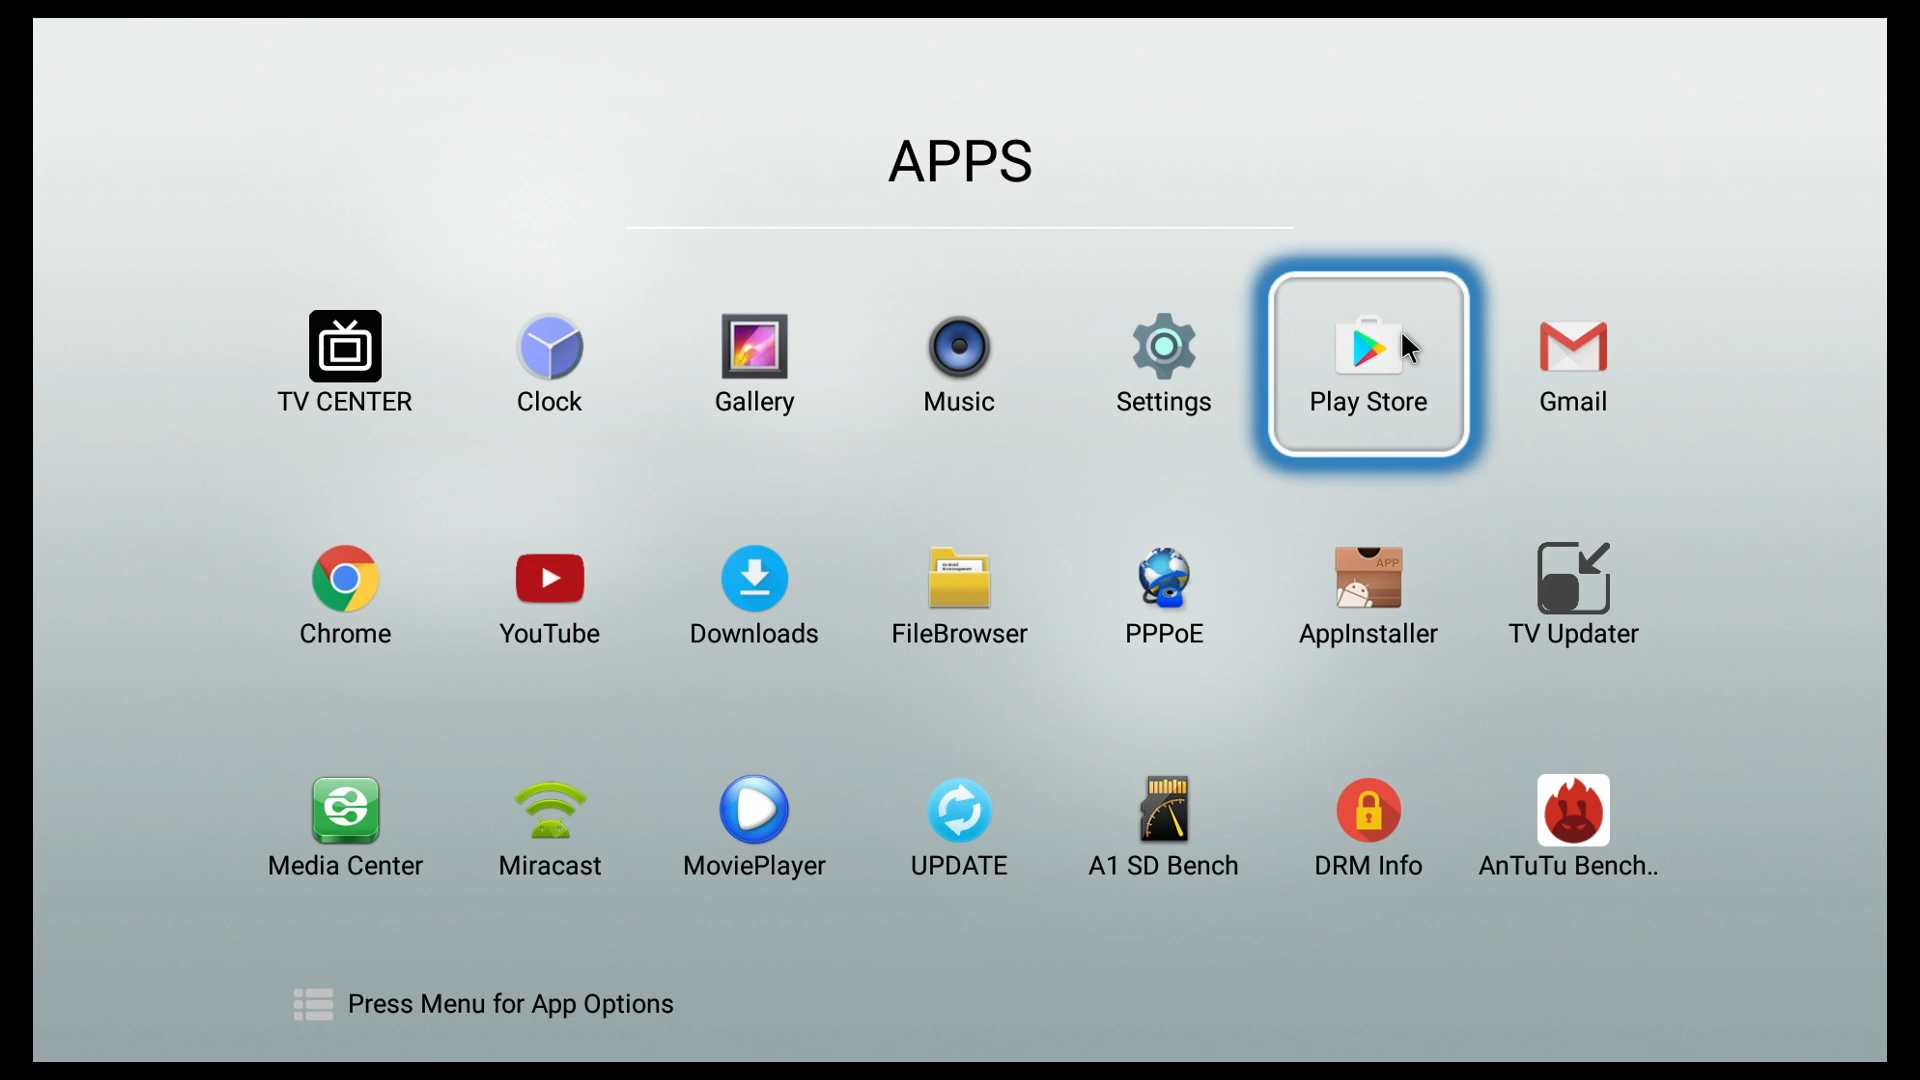 APPS
TV CENTER
Clock
Gallery
Music
Settings
Play Store
Gmail
Chrome
YouTube
Downloads
FileBrowser
PPPoE
APP
AppInstaller
TV Updater
Media Center
Miracast
MoviePlayer
UPDATE
A1 SD Bench
DRM Info
AnTuTu Bench..
Press Menu for App Options